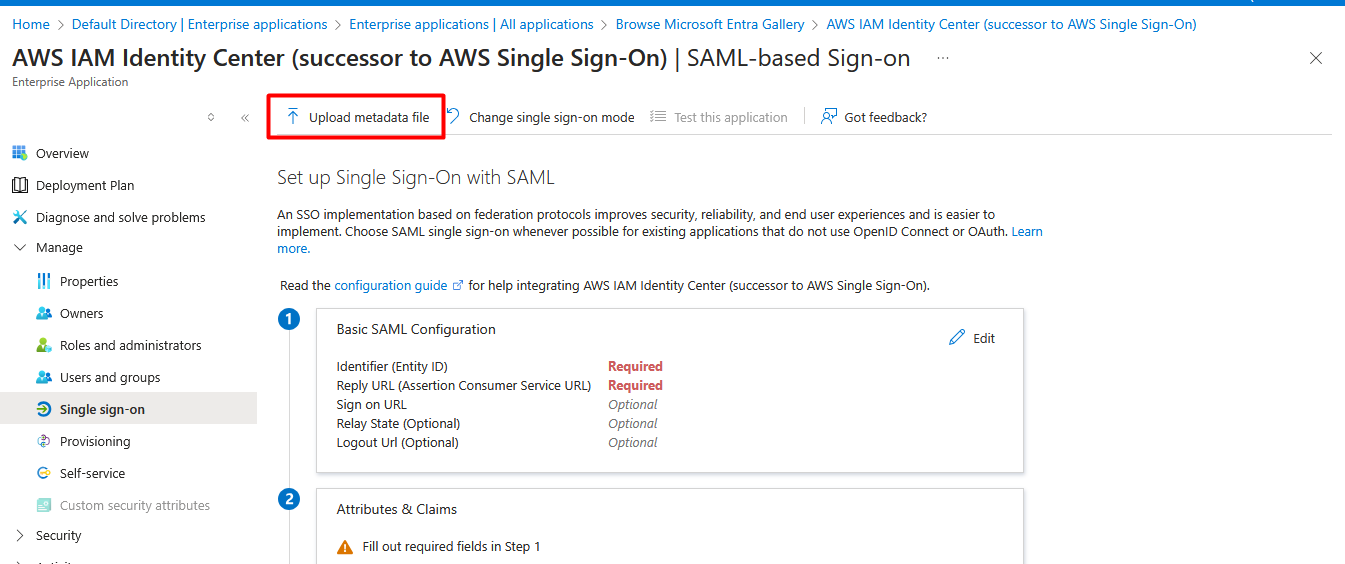 Home > Default Directory | Enterprise applications > Enterprise applications | All applications > Browse Microsoft Entra Gallery > AWS IAM Identity Center (successor to AWS Single Sign-On)
AWS IAM Identity Center (successor to AWS Single Sign-On) | SAML-based Sign-on ...
Enterprise Application
Upload metadata file
Change single sign-on mode
Test this application
Got feedback?
Overview
Deployment Plan
Diagnose and solve problems
Manage
Properties
Owners
Roles and administrators
Users and groups
Single sign-on
Provisioning
Self-service
Custom security attributes
Security
Set up Single Sign-On with SAML
An SSO implementation based on federation protocols improves security, reliability, and end user experiences and is easier to
implement. Choose SAML single sign-on whenever possible for existing applications that do not use OpenID Connect or OAuth. Learn
more.
Read the configuration guide for help integrating AWS IAM Identity Center (successor to AWS Single Sign-On).
1
Basic SAML Configuration
Edit
Identifier (Entity ID) Required
Reply URL (Assertion Consumer Service URL) Required
Sign on URL Optional
Relay State (Optional) Optional
Logout Url (Optional) Optional
2
Attributes & Claims
Fill out required fields in Step 1